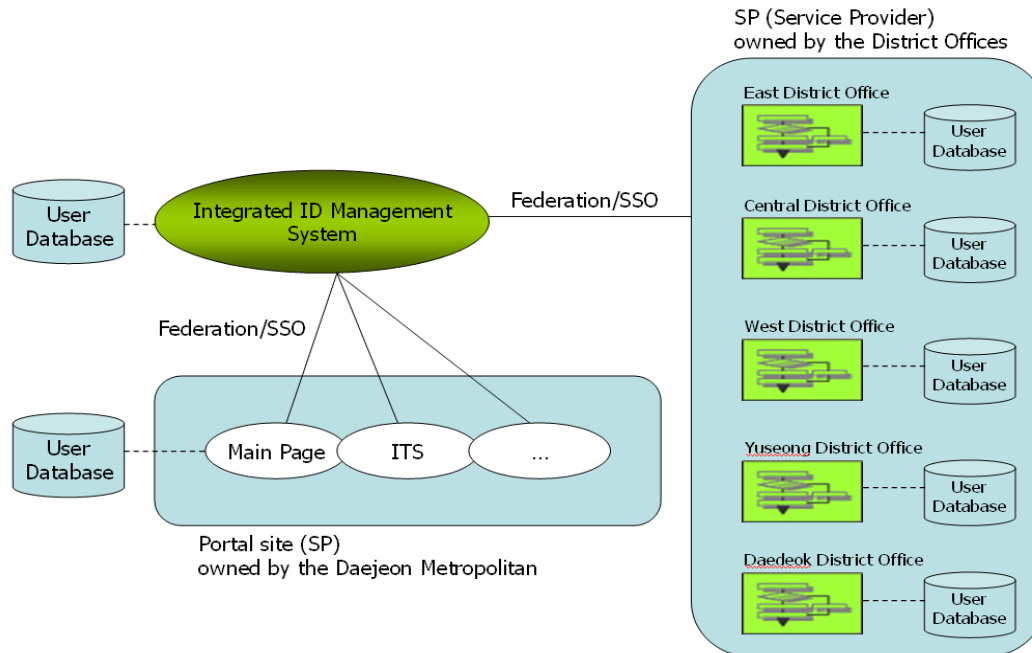 SP (Service Provider)
owned by the District Offices
East District Office
User
Database
Central District Office
User
Database
West District Office
User
Database
Yuseong District Office
User
Database
Daedeok District Office
User
Database
User
Database
Integrated ID Management
System
Federation/SSO
Federation/SSO
User
Database
Main Page
ITS
...
Portal site (SP)
owned by the Daejeon Metropolitan